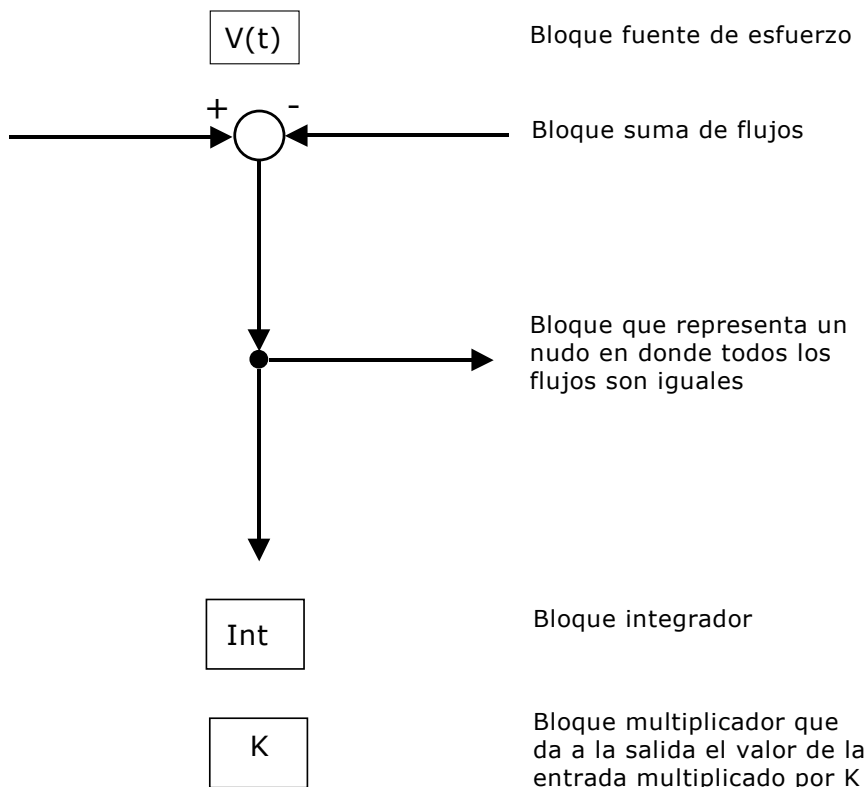 V(t)
Bloque fuente de esfuerzo
+ -
Bloque suma de flujos
Bloque que representa un
nudo en donde todos los
flujos son iguales
Int
Bloque integrador
K
Bloque multiplicador que
da a la salida el valor de la
entrada multiplicado por K